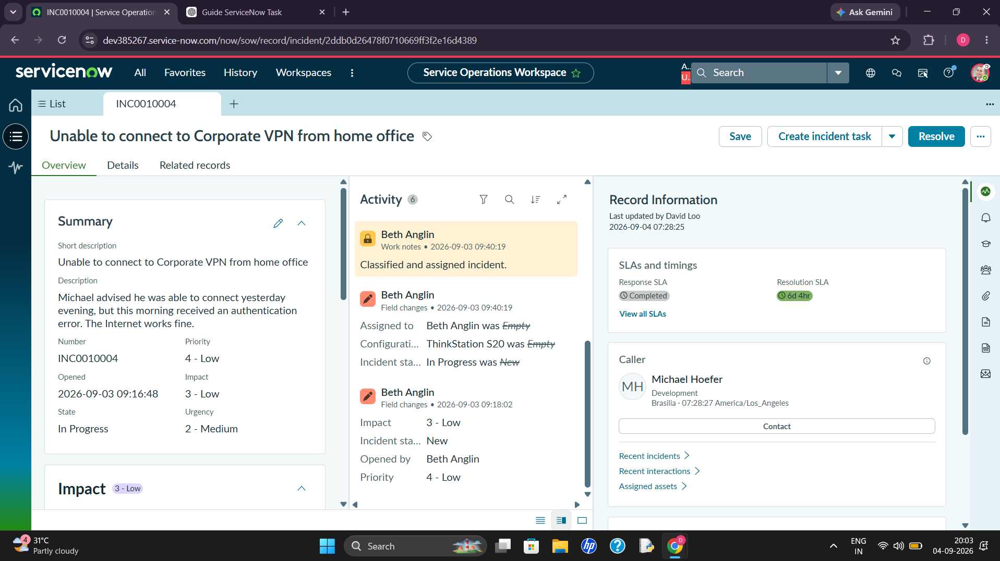 INC0010004 | Service Operation
Guide ServiceNow Task
Ask Gemini
dev385267.service-now.com/now/sow/record/incident/2ddb0d26478f0710669ff3f2e16d4389
D
servicenow
All
Favorites
History
Workspaces
Service Operations Workspace
A..
U..
Search
List
INC0010004
Unable to connect to Corporate VPN from home office
Save
Create incident task
Resolve
Overview
Details
Related records
Summary
Short description
Unable to connect to Corporate VPN from home office
Description
Michael advised he was able to connect yesterday
evening, but this morning received an authentication
error. The Internet works fine.
Number
Priority
INC0010004
4 - Low
Opened
Impact
2026-09-03 09:16:48
3 - Low
State
Urgency
In Progress
2 - Medium
Impact 3 - Low
Activity 6
Beth Anglin
Work notes • 2026-09-03 09:40:19
Classified and assigned incident.
Beth Anglin
Field changes • 2026-09-03 09:40:19
Assigned to Beth Anglin was Empty
Configurati... ThinkStation S20 was Empty
Incident sta... In Progress was New
Beth Anglin
Field changes • 2026-09-03 09:18:02
Impact 3 - Low
Incident sta... New
Opened by Beth Anglin
Priority 4 - Low
Record Information
Last updated by David Loo
2026-09-04 07:28:25
SLAs and timings
Response SLA
Resolution SLA
Completed
6d 4hr
View all SLAs
Caller
MH
Michael Hoefer
Development
Brasilia · 07:28:27 America/Los_Angeles
Contact
Recent incidents
Recent interactions
Assigned assets
4
31°C
Partly cloudy
Search
hp
D
ENG
IN
20:03
04-09-2026